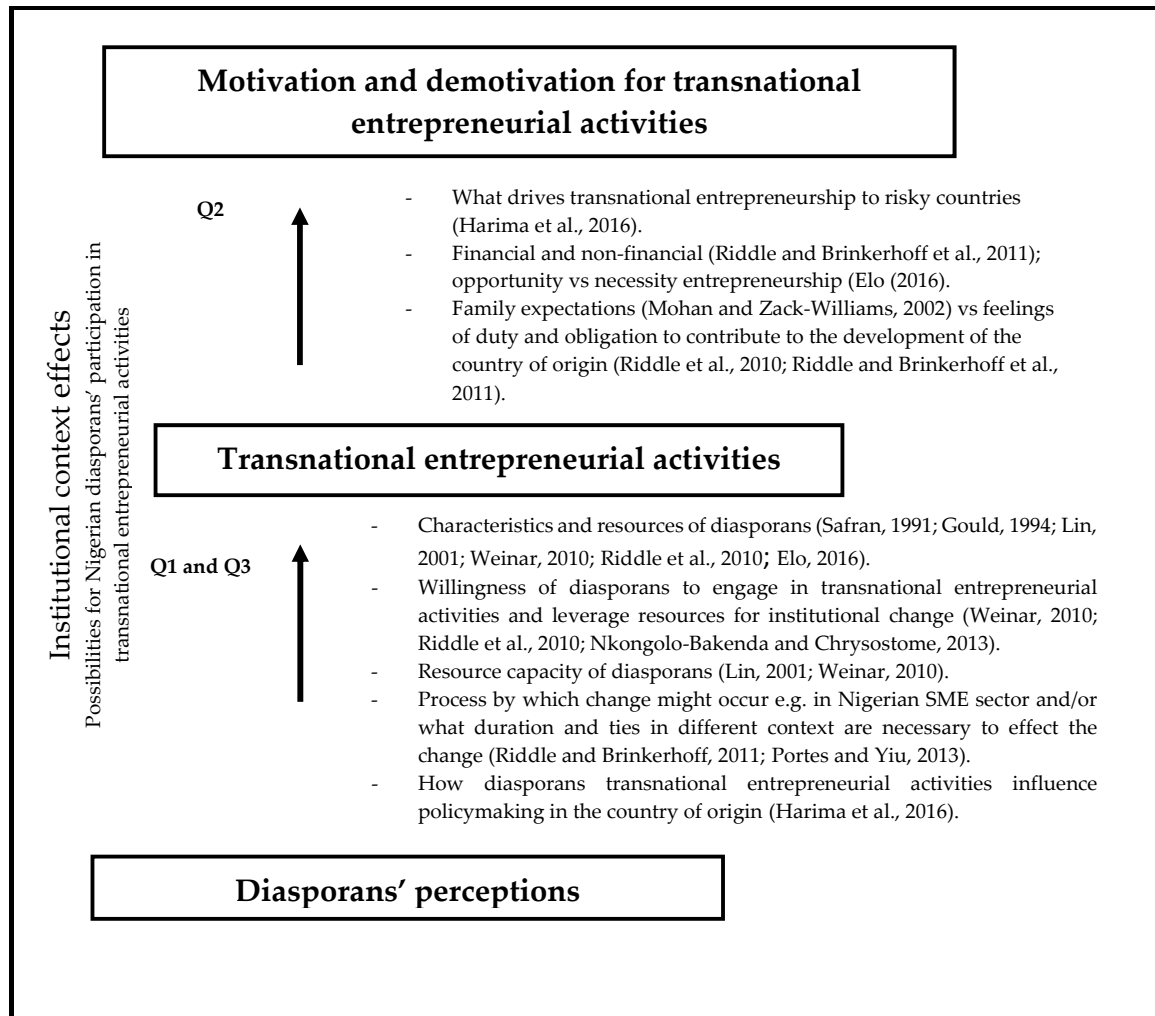 Motivation and demotivation for transnational
entrepreneurial activities
Q2
- What drives transnational entrepreneurship to risky countries
(Harima et al., 2016).
- Financial and non-financial (Riddle and Brinkerhoff et al., 2011);
opportunity vs necessity entrepreneurship (Elo (2016).
- Family expectations (Mohan and Zack-Williams, 2002) vs feelings
of duty and obligation to contribute to the development of the
country of origin (Riddle et al., 2010; Riddle and Brinkerhoff et al.,
2011).
Institutional context effects
Possibilities for Nigerian diasporans’ participation in
transnational entrepreneurial activities
Transnational entrepreneurial activities
Q1 and Q3
- Characteristics and resources of diasporans (Safran, 1991; Gould, 1994; Lin,
2001; Weinar, 2010; Riddle et al., 2010; Elo, 2016).
- Willingness of diasporans to engage in transnational entrepreneurial
activities and leverage resources for institutional change (Weinar, 2010;
Riddle et al., 2010; Nkongolo-Bakenda and Chrysostome, 2013).
- Resource capacity of diasporans (Lin, 2001; Weinar, 2010).
- Process by which change might occur e.g. in Nigerian SME sector and/or
what duration and ties in different context are necessary to effect the
change (Riddle and Brinkerhoff, 2011; Portes and Yiu, 2013).
- How diasporans transnational entrepreneurial activities influence
policymaking in the country of origin (Harima et al., 2016).
Diasporans’ perceptions